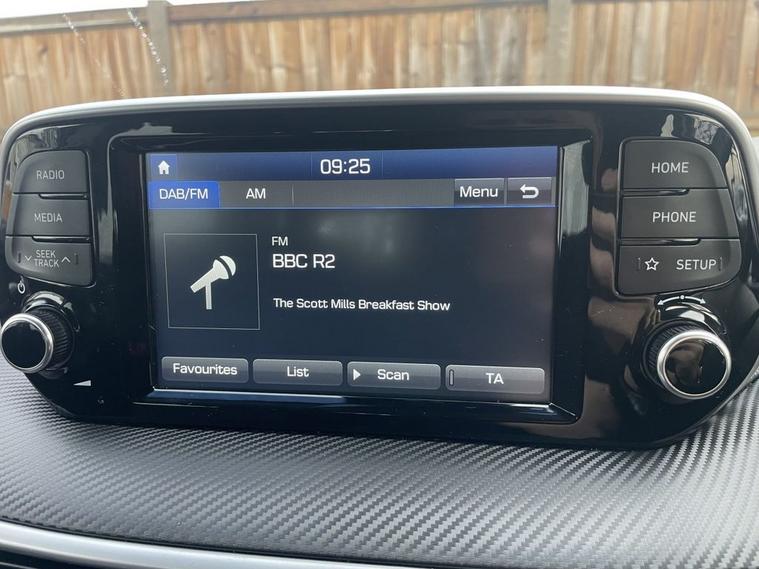 09:25
DAB/FM AM Menu
FM
BBC R2
The Scott Mills Breakfast Show
Favourites List Scan TA
RADIO
MEDIA
SEEK
TRACK
HOME
PHONE
SETUP